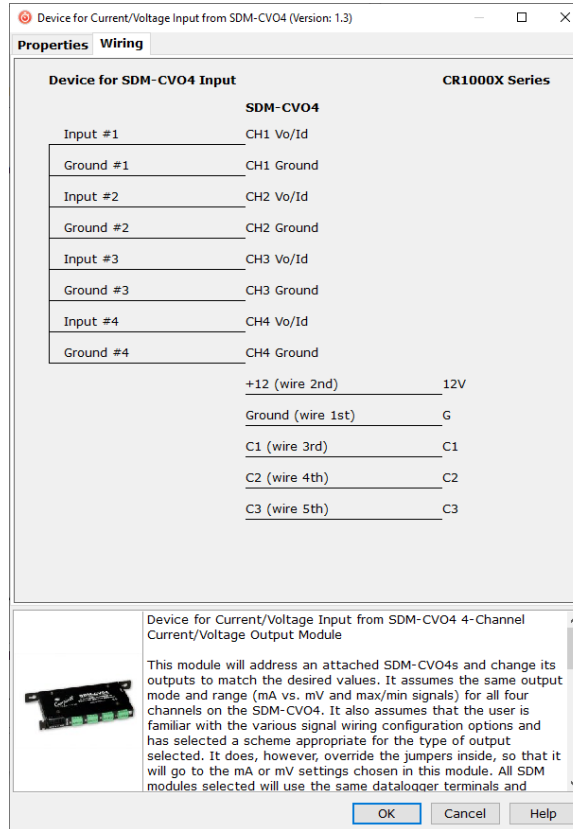 Device for Current/Voltage Input from SDM-CVO4 (Version: 1.3)
Properties Wiring
Device for SDM-CVO4 Input CR1000X Series
SDM-CVO4
Input #1 CH1 Vo/Id
Ground #1 CH1 Ground
Input #2 CH2 Vo/Id
Ground #2 CH2 Ground
Input #3 CH3 Vo/Id
Ground #3 CH3 Ground
Input #4 CH4 Vo/Id
Ground #4 CH4 Ground
+12 (wire 2nd) 12V
Ground (wire 1st) G
C1 (wire 3rd) C1
C2 (wire 4th) C2
C3 (wire 5th) C3
Device for Current/Voltage Input from SDM-CVO4 4-Channel
Current/Voltage Output Module
This module will address an attached SDM-CVO4s and change its
outputs to match the desired values. It assumes the same output
mode and range (mA vs. mV and max/min signals) for all four
channels on the SDM-CVO4. It also assumes that the user is
familiar with the various signal wiring configuration options and
has selected a scheme appropriate for the type of output
selected. It does, however, override the jumpers inside, so that it
will go to the mA or mV settings chosen in this module. All SDM
modules selected will use the same datalogger terminals and
OK Cancel Help